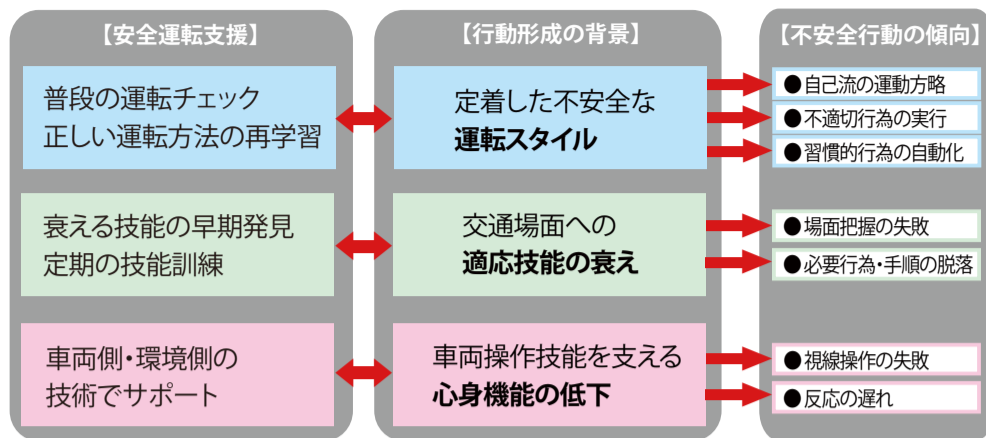 【安全運転支援】
普段の運転チェック
正しい運転方法の再学習
衰える技能の早期発見
定期の技能訓練
車両側・環境側の
技術でサポート
【行動形成の背景】
定着した不安全な
運転スタイル
交通場面への
適応技能の衰え
車両操作技能を支える
心身機能の低下
【不安全行動の傾向】
●自己流の運動方略
●不適切行為の実行
●習慣的行為の自動化
●場面把握の失敗
●必要行為・手順の脱落
●視線操作の失敗
●反応の遅れ